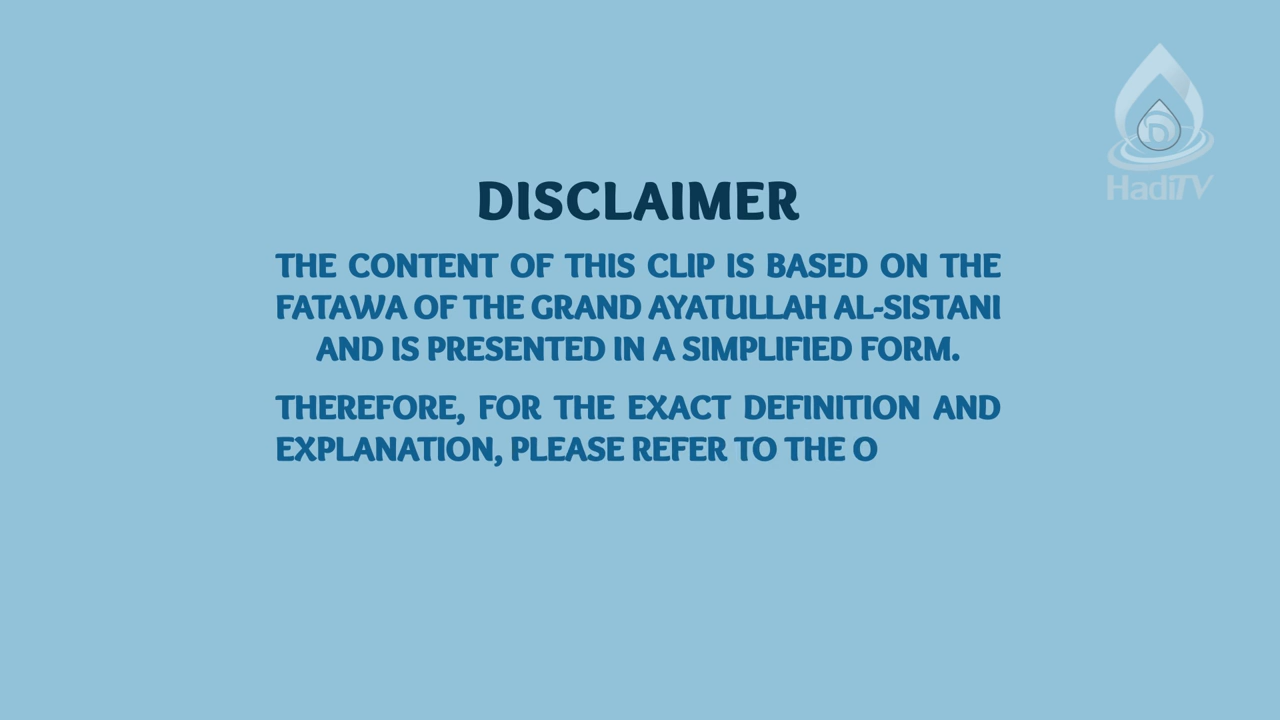 HadiTV
DISCLAIMER
THE CONTENT OF THIS CLIP IS BASED ON THE
FATAWA OF THE GRAND AYATULLAH AL-SISTANI
AND IS PRESENTED IN A SIMPLIFIED FORM.
THEREFORE, FOR THE EXACT DEFINITION AND
EXPLANATION, PLEASE REFER TO THE O